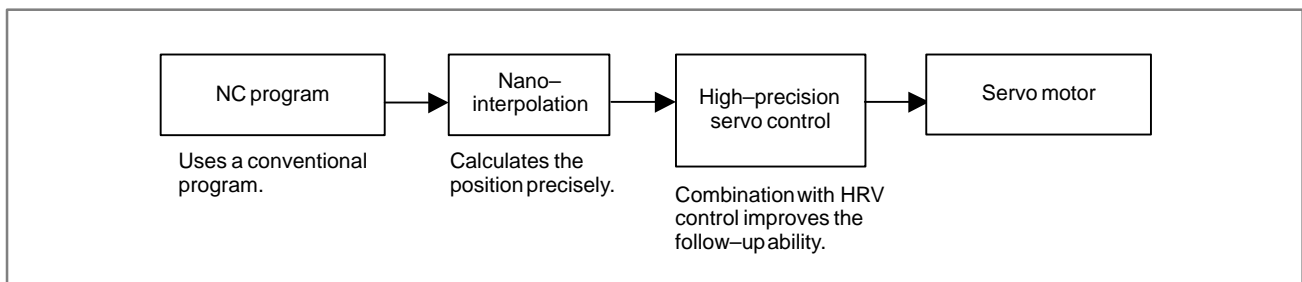 NC program
Uses a conventional
program.
Nano–
interpolation
Calculates the
position precisely.
High–precision
servo control
Combination with HRV
control improves the
follow–up ability.
Servo motor